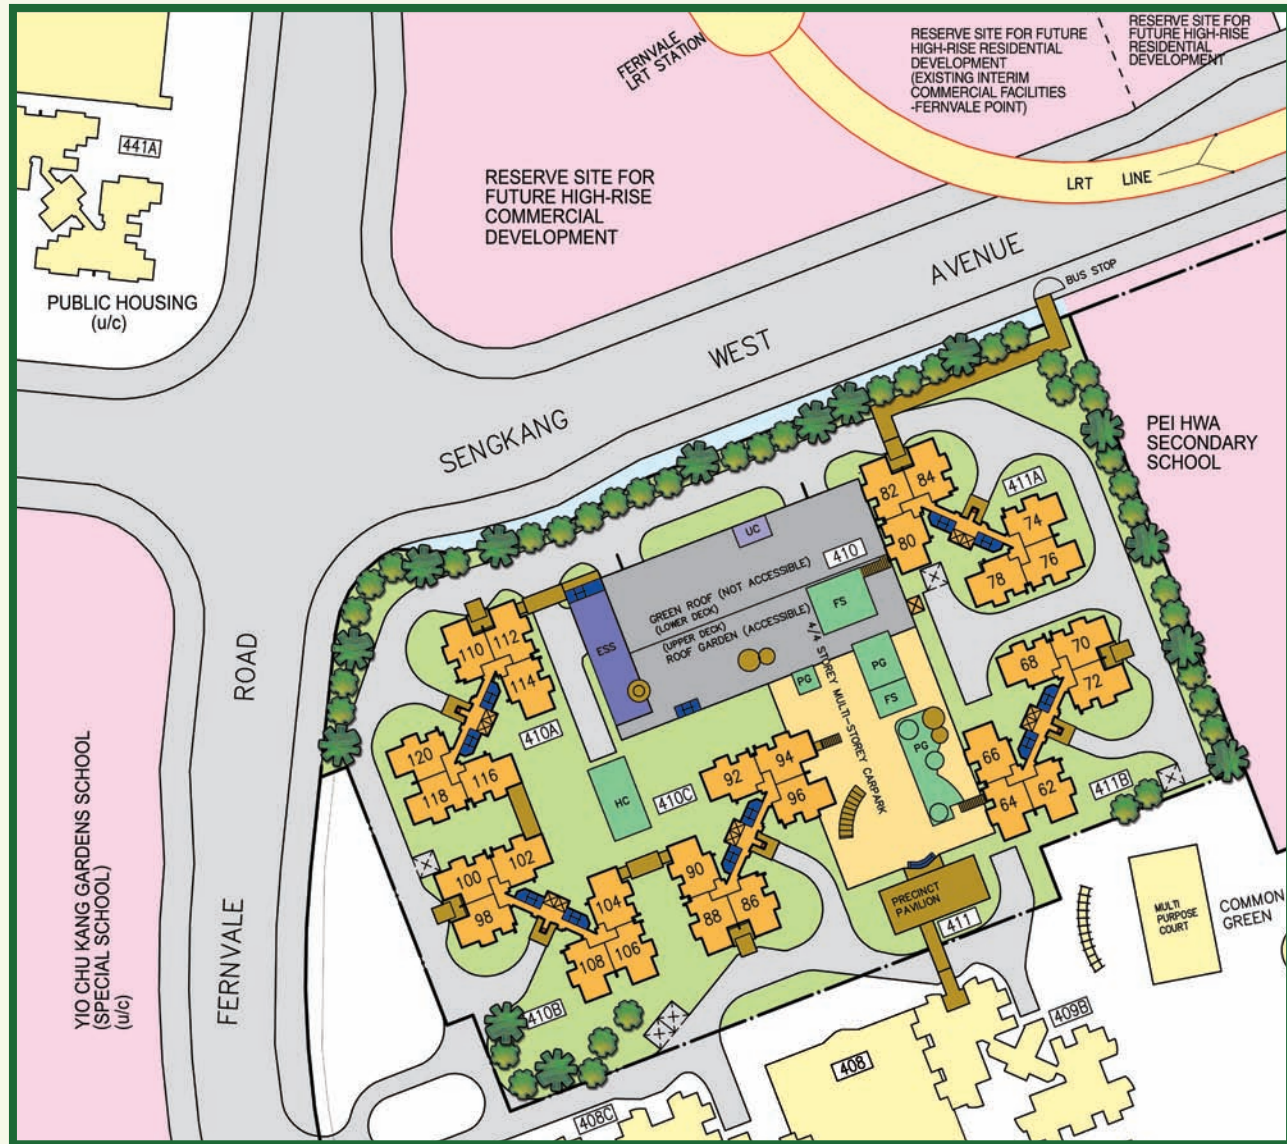 FERNVALE
LRT STATION
RESERVE SITE FOR FUTURE
HIGH-RISE RESIDENTIAL
DEVELOPMENT
(EXISTING INTERIM
COMMERCIAL FACILITIES
-FERNVALE POINT)
RESERVE SITE FOR
FUTURE HIGH-RISE
RESIDENTIAL
DEVELOPMENT
441A
LRT LINE
RESERVE SITE FOR
FUTURE HIGH-RISE
COMMERCIAL
DEVELOPMENT
PUBLIC HOUSING
(u/c)
SENGKANG WEST AVENUE
BUS STOP
PEI HWA
SECONDARY
SCHOOL
FERNVALE ROAD
YIO CHU KANG GARDENS SCHOOL
(SPECIAL SCHOOL)
(u/c)
82
84
80
411A
74
76
78
UC
410
GREEN ROOF (NOT ACCESSIBLE)
(LOWER DECK)
(UPPER DECK)
ROOF GARDEN (ACCESSIBLE)
FS
ESS
4/4 STOREY MULTI-STOREY CARPARK
PG
PG
FS
PG
110
112
114
410A
120
116
118
68
70
72
66
64
62
411B
HC
410C
92
94
96
90
88
86
100
102
98
104
106
108
410B
PRECINCT
PAVILION
411
MULTI
PURPOSE
COURT
COMMON
GREEN
409B
408
408C